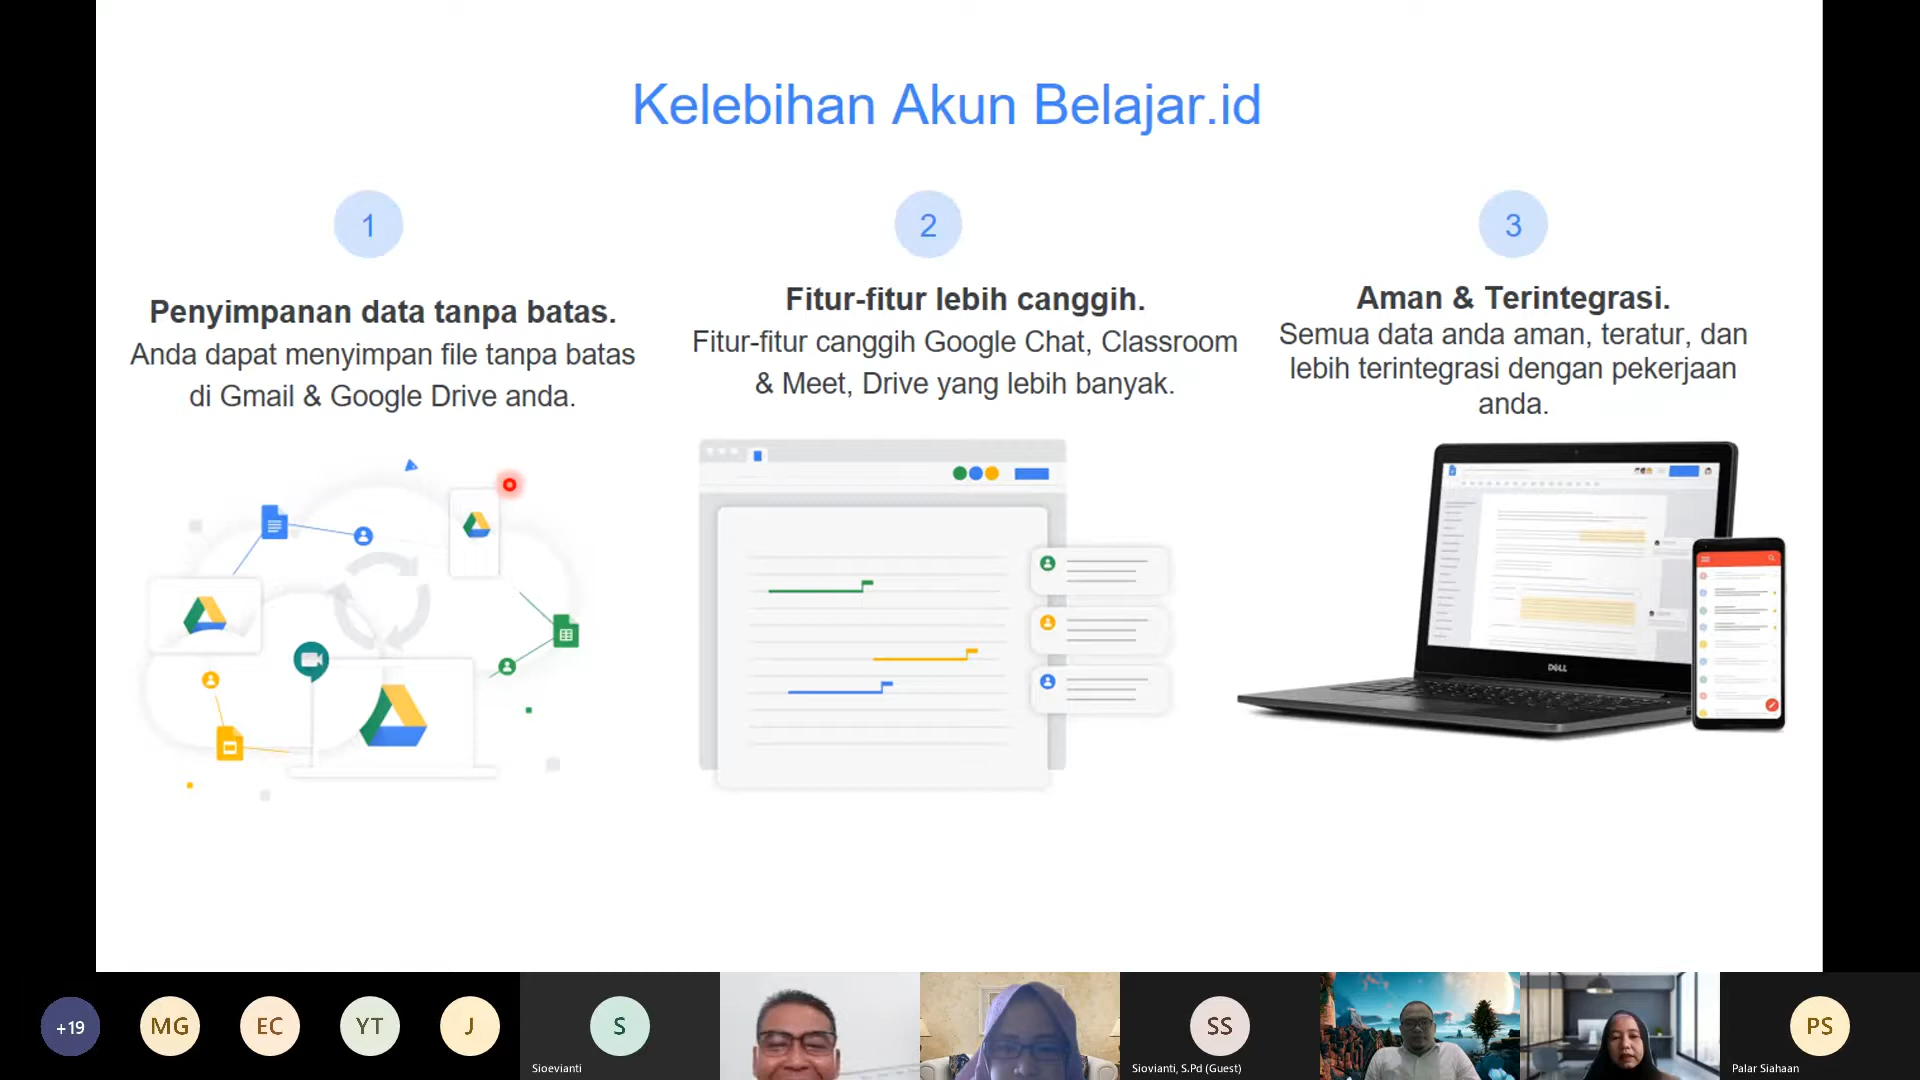 Kelebihan Akun Belajar.id
1
Penyimpanan data tanpa batas.
Anda dapat menyimpan file tanpa batas
di Gmail & Google Drive anda.
2
Fitur-fitur lebih canggih.
Fitur-fitur canggih Google Chat, Classroom
& Meet, Drive yang lebih banyak.
3
Aman & Terintegrasi.
Semua data anda aman, teratur, dan
lebih terintegrasi dengan pekerjaan
anda.
DELL
+19
MG
EC
YT
J
S
Sioevianti
SS
Siovianti, S.Pd (Guest)
PS
Palar Siahaan